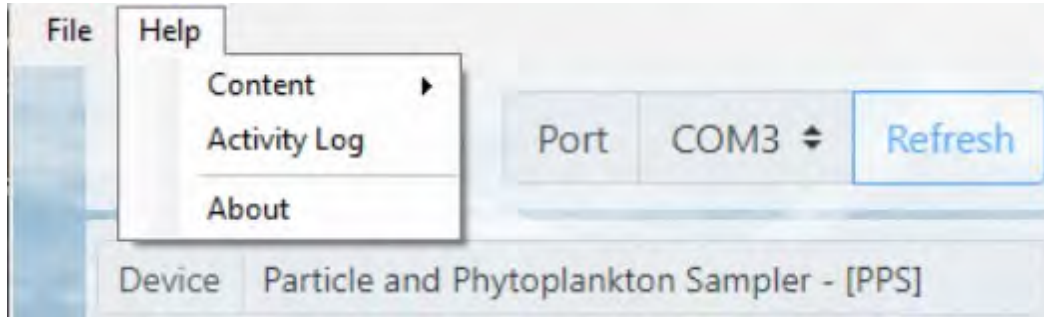 File Help
Content
Activity Log
Port COM3 Refresh
About
Device Particle and Phytoplankton Sampler - [PPS]